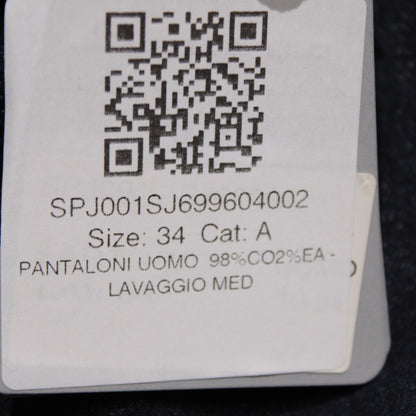 SPJ001SJ699604002
Size: 34 Cat: A
PANTALONI UOMO 98%CO2%EA -
LAVAGGIO MED